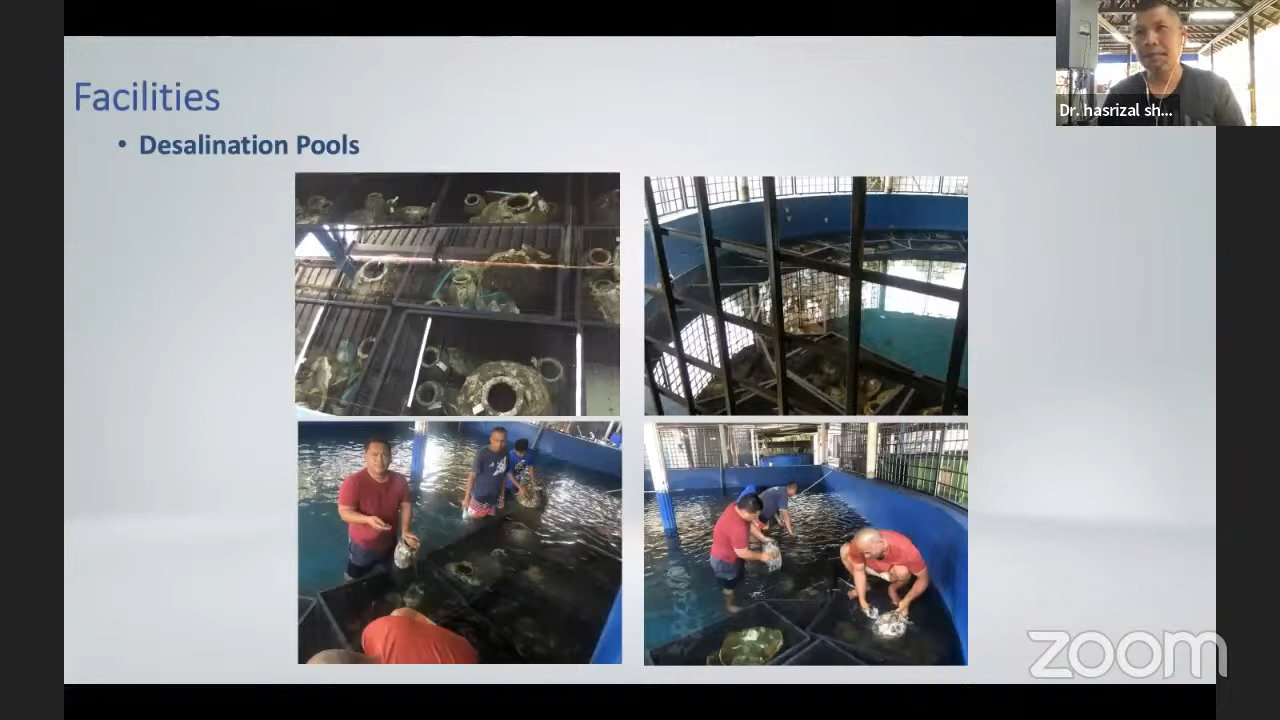 Facilities
• Desalination Pools
Dr. hasrizal sh...
zoom